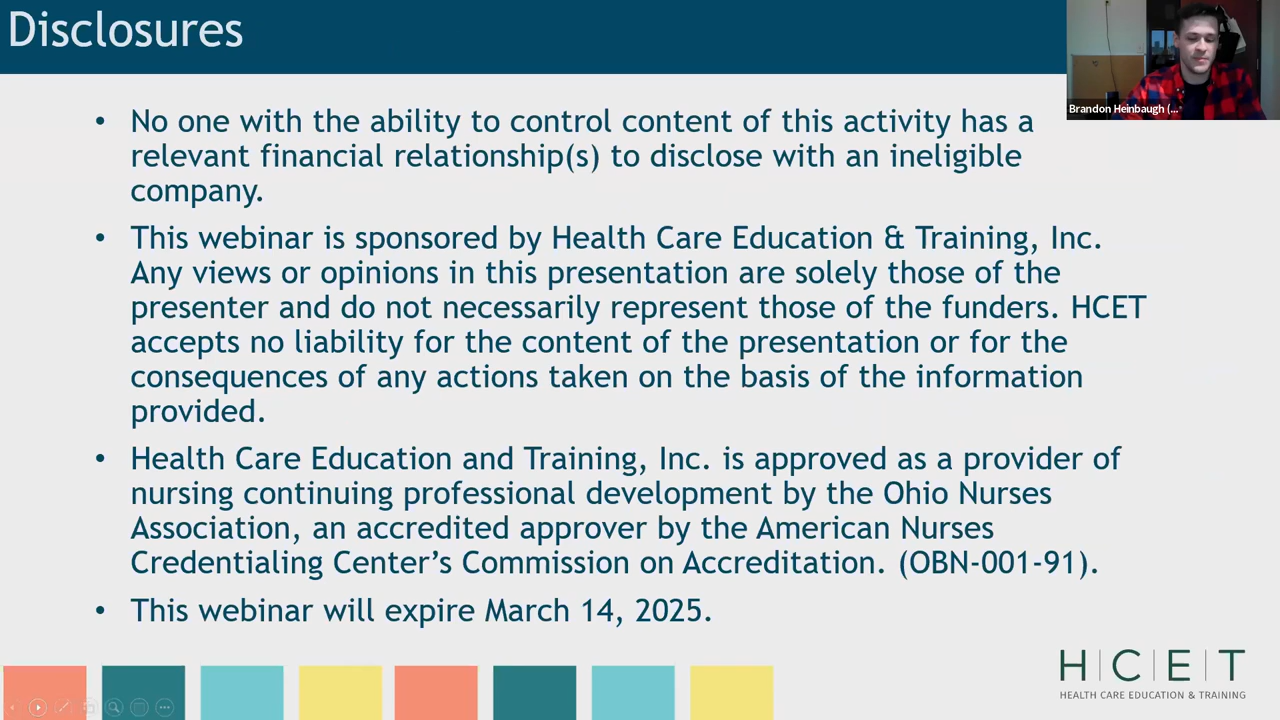 Disclosures
Brandon Heinbaugh (...
• No one with the ability to control content of this activity has a
relevant financial relationship(s) to disclose with an ineligible
company.
• This webinar is sponsored by Health Care Education & Training, Inc.
Any views or opinions in this presentation are solely those of the
presenter and do not necessarily represent those of the funders. HCET
accepts no liability for the content of the presentation or for the
consequences of any actions taken on the basis of the information
provided.
• Health Care Education and Training, Inc. is approved as a provider of
nursing continuing professional development by the Ohio Nurses
Association, an accredited approver by the American Nurses
Credentialing Center’s Commission on Accreditation. (OBN-001-91).
• This webinar will expire March 14, 2025.
H|C|E|T
HEALTH CARE EDUCATION & TRAINING